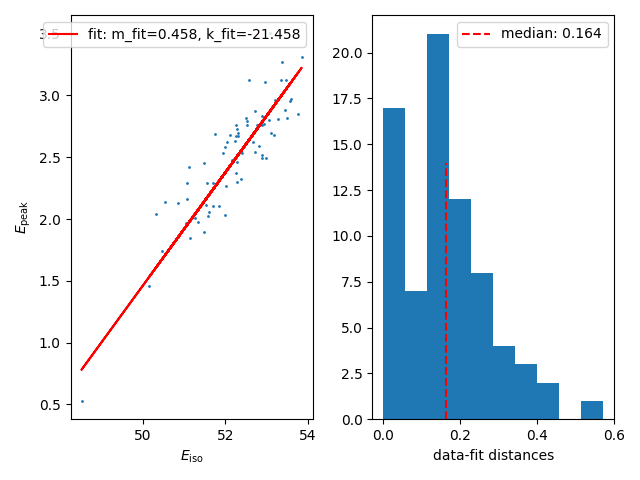 fit: m_fit=0.458, k_fit=-21.458
3.5
3.0
2.5
2.0
1.5
1.0
0.5
E_peak
50 52 54
E_iso
median: 0.164
20.0
17.5
15.0
12.5
10.0
7.5
5.0
2.5
0.0
0.0 0.2 0.4 0.6
data-fit distances